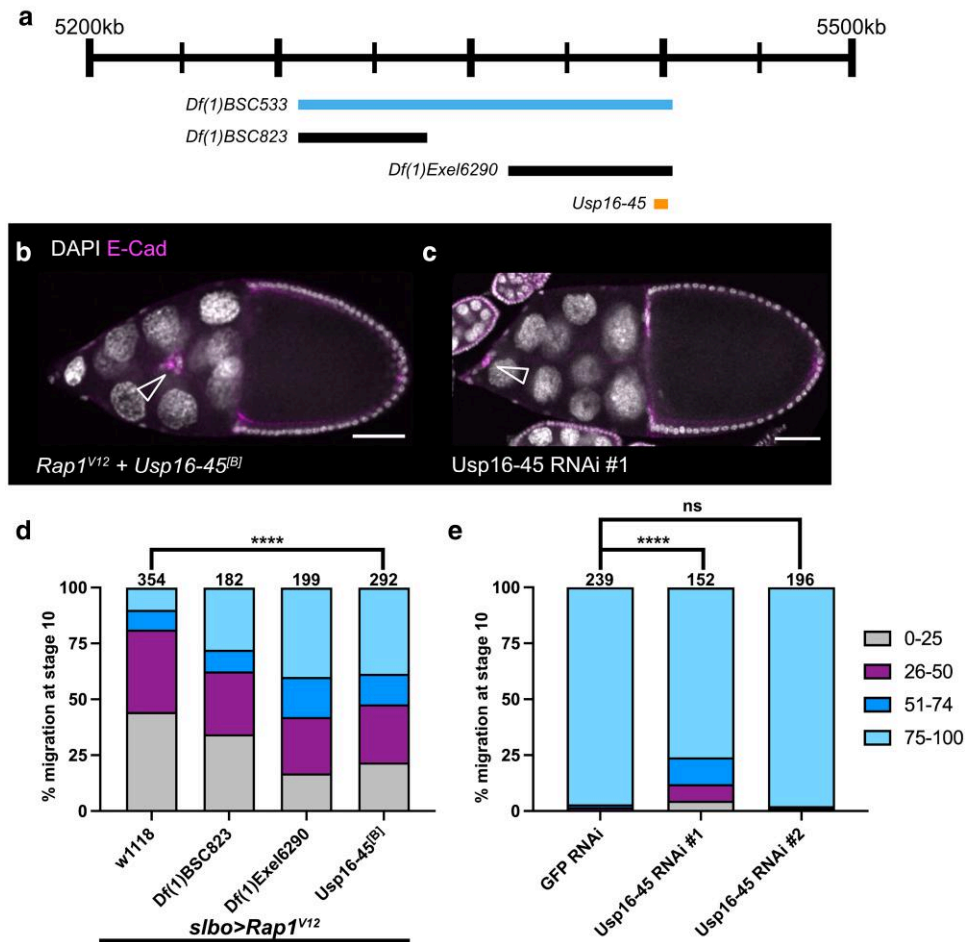 a
5200kb 5500kb
Df(1)BSC533
Df(1)BSC823
Df(1)Exel6290
Usp16-45
b DAPI E-Cad c
Rap1V12 + Usp16-45[B] Usp16-45 RNAi #1
d e
ns
**** ****
354 182 199 292 239 152 196
% migration at stage 10
100
75
50
25
0
w1118
Df(1)BSC823
Df(1)Exel6290
Usp16-45[B]
slbo>Rap1V12
% migration at stage 10
100
75
50
25
0
GFP RNAi
Usp16-45 RNAi #1
Usp16-45 RNAi #2
0-25
26-50
51-74
75-100